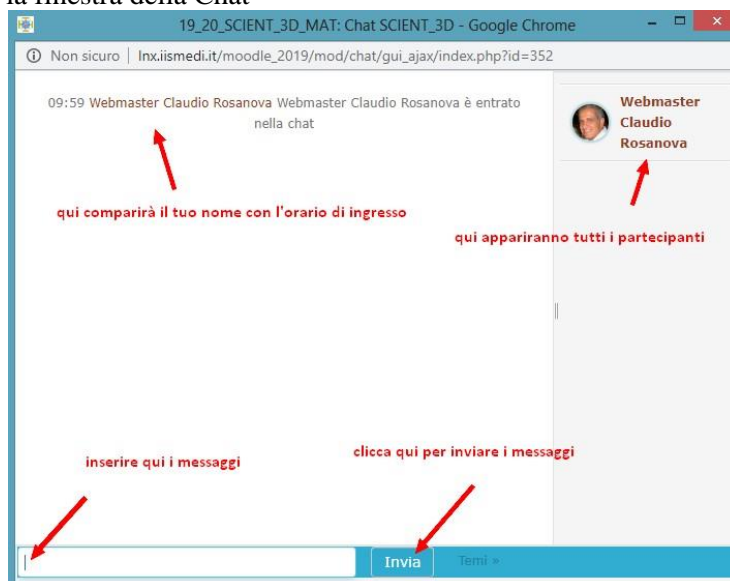 la finestra della Chat
19_20_SCIENT_3D_MAT: Chat SCIENT_3D - Google Chrome
Non sicuro | lnx.iismedi.it/moodle_2019/mod/chat/gui_ajax/index.php?id=352
09:59 Webmaster Claudio Rosanova Webmaster Claudio Rosanova è entrato
nella chat
Webmaster
Claudio
Rosanova
qui comparirà il tuo nome con l'orario di ingresso
qui appariranno tutti i partecipanti
inserire qui i messaggi
clicca qui per inviare i messaggi
Invia
Temi »